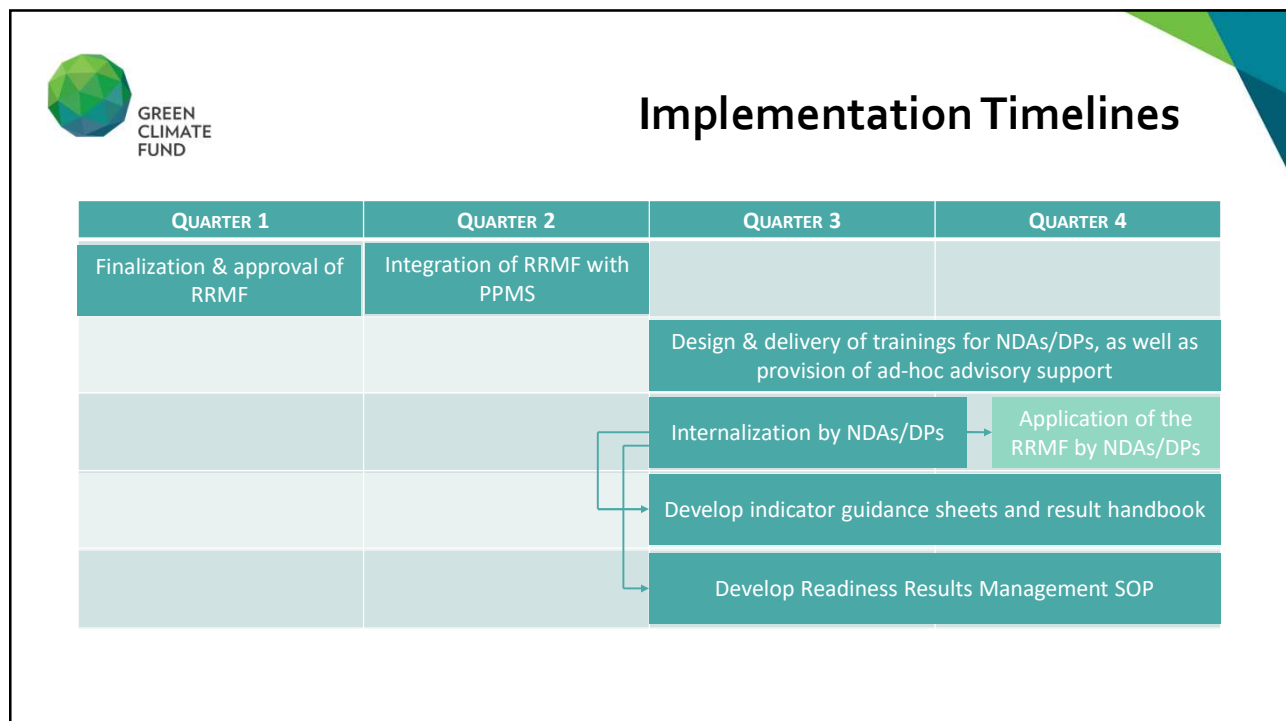 GREEN
CLIMATE
FUND
Implementation Timelines
QUARTER 1
QUARTER 2
QUARTER 3
QUARTER 4
Finalization & approval of
RRMF
Integration of RRMF with
PPMS
Design & delivery of trainings for NDAs/DPs, as well as
provision of ad-hoc advisory support
Internalization by NDAs/DPs
Application of the
RRMF by NDAs/DPs
Develop indicator guidance sheets and result handbook
Develop Readiness Results Management SOP